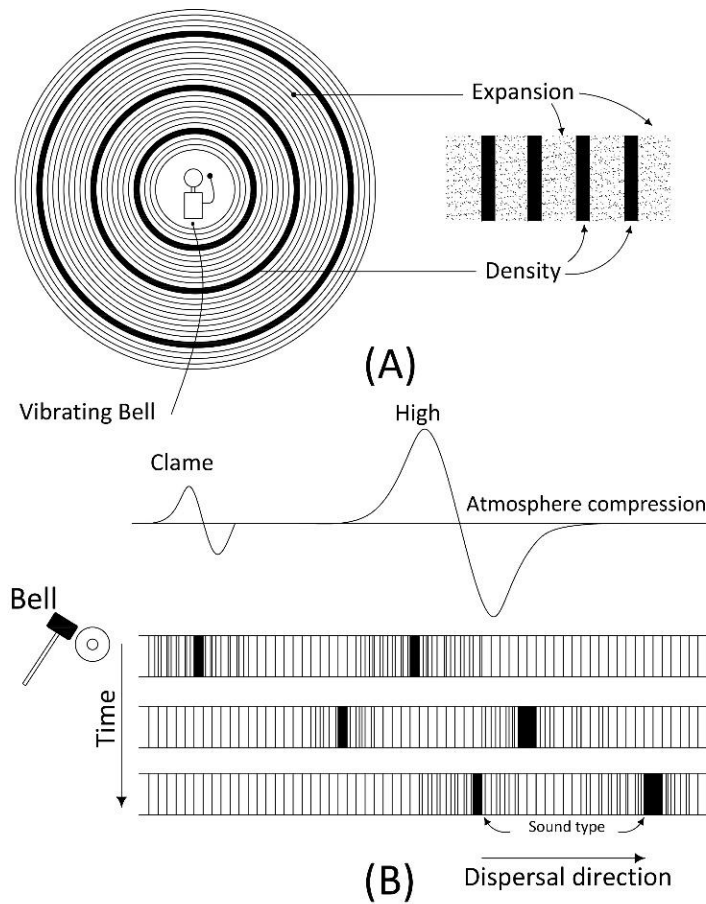 Expansion
Density
(A)
Vibrating Bell
High
Clame
Atmosphere compression
Bell
Time
Sound type
Dispersal direction
(B)